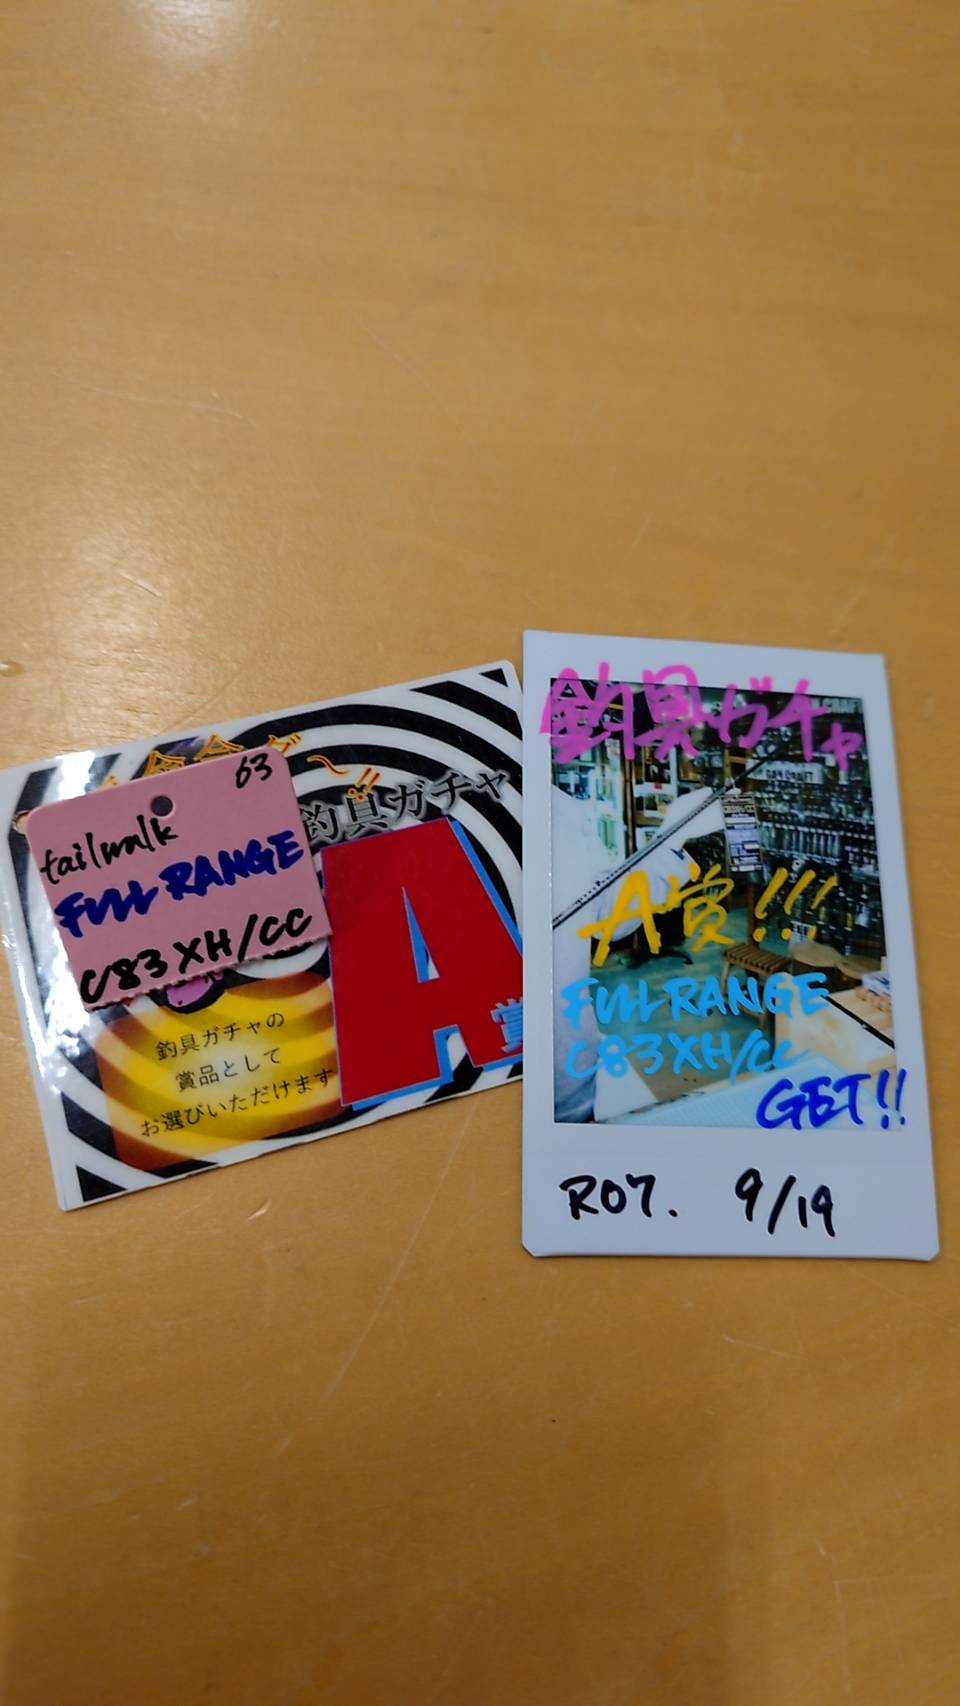 63
tailwalk
FULL RANGE
C83XH/CC
釣具ガチャ
A
賞
釣具ガチャの
賞品として
お選びいただけます
釣具ガチャ
GAN CRAFT
A賞!!!
FULL RANGE
C83XH/CC
GET!!
R07. 9/19